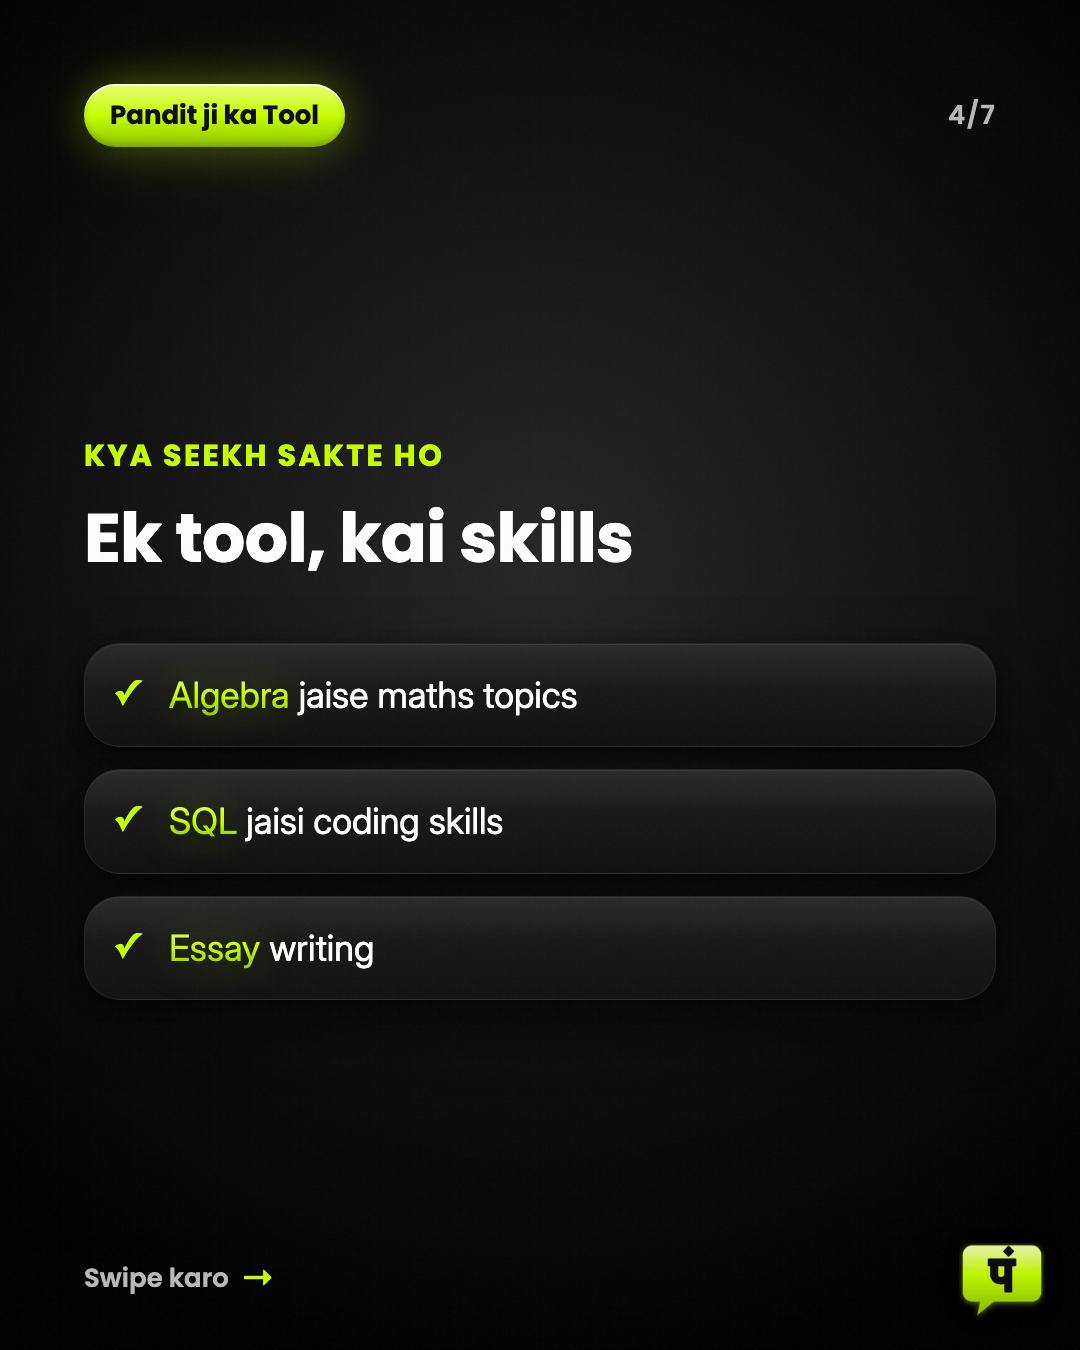 Pandit ji ka Tool
4/7
KYA SEEKH SAKTE HO
Ek tool, kai skills
✓ Algebra jaise maths topics
✓ SQL jaisi coding skills
✓ Essay writing
Swipe karo →
पं